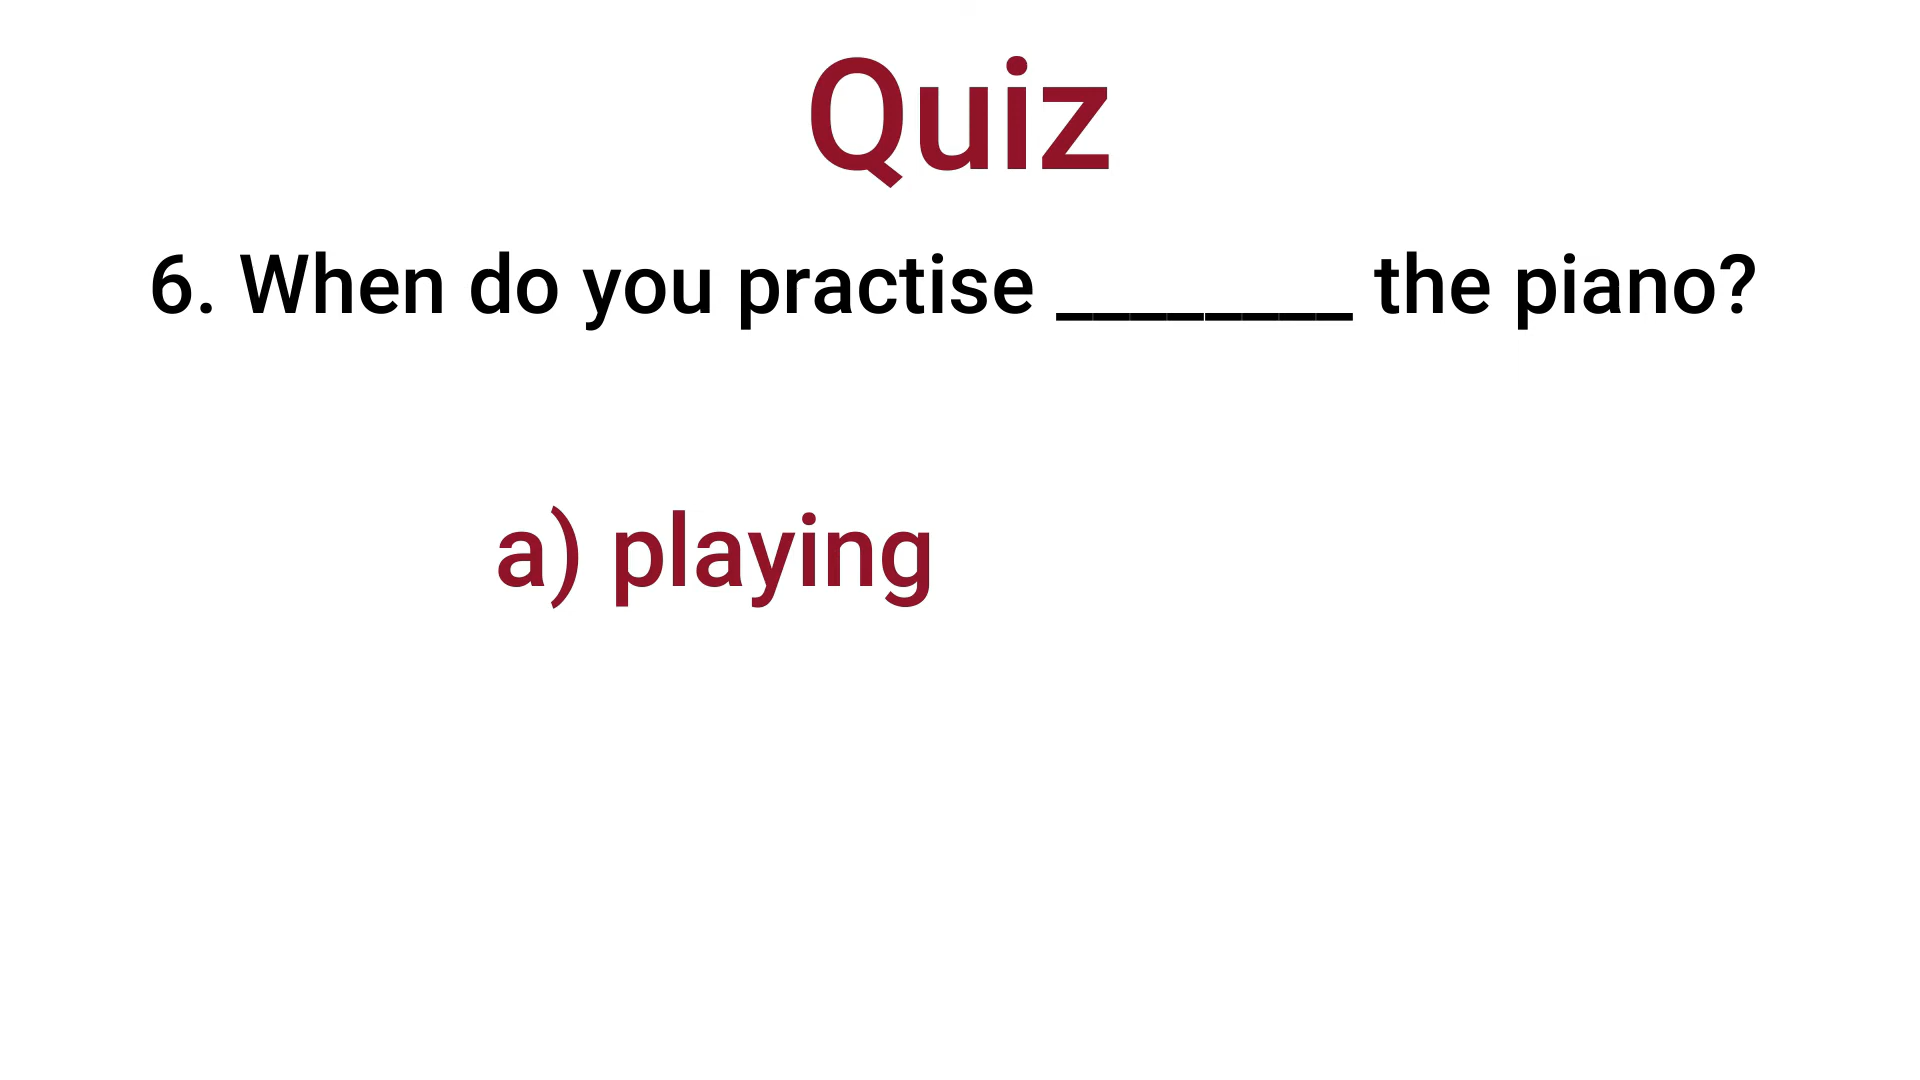 Quiz
6. When do you practise ________ the piano?
a) playing